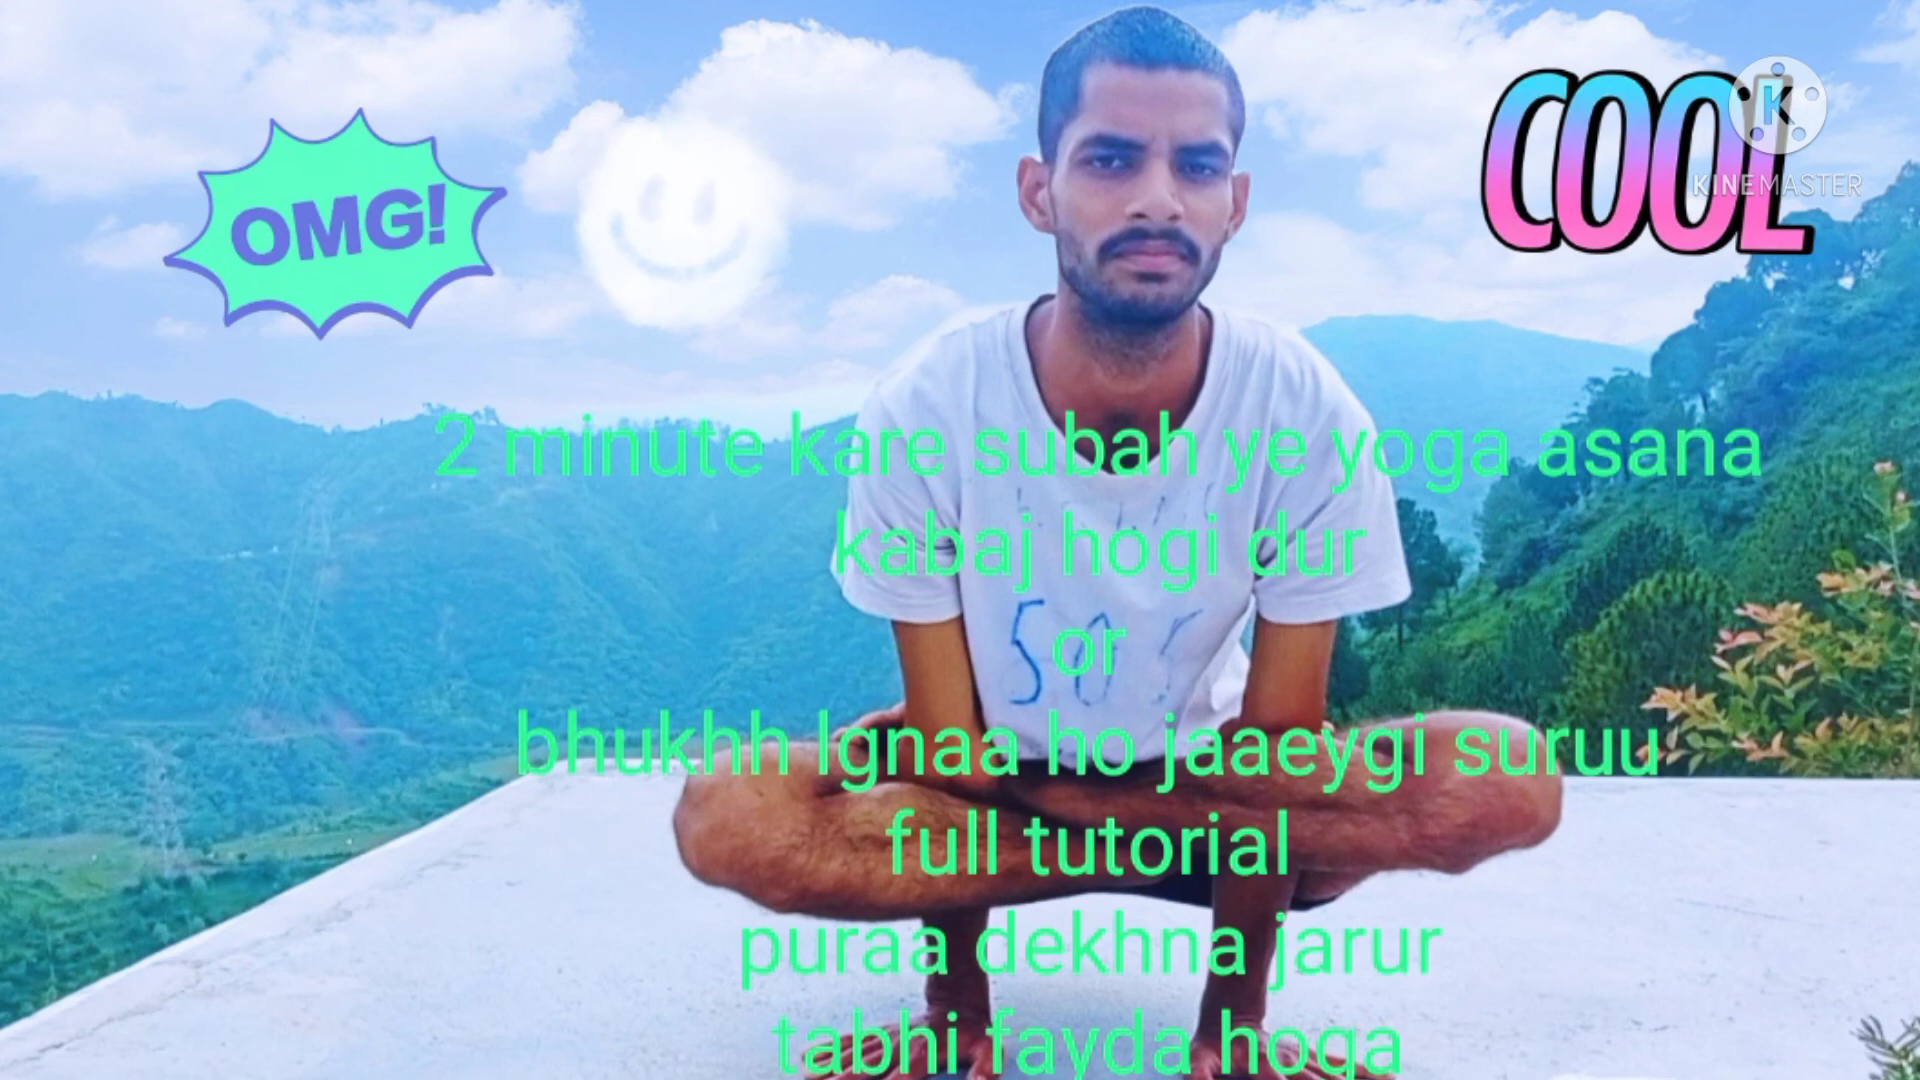 OMG!
COOL
KINEMASTER
2 minute kare subah ye yoga asana
kabaj hogi dur
or
bhukhh lgnaa ho jaaeygi suruu
full tutorial
puraa dekhna jarur
tabhi fayda hoga